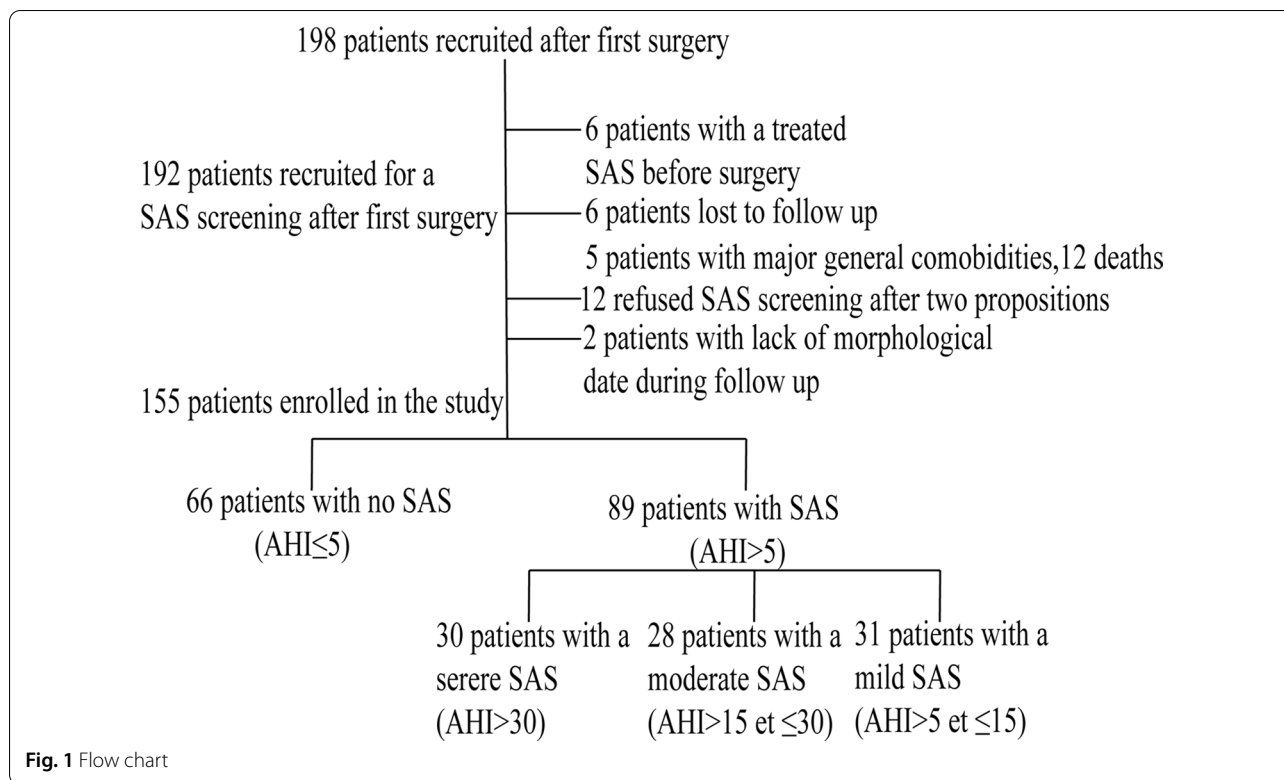 198 patients recruited after first surgery
6 patients with a treated
SAS before surgery
192 patients recruited for a
SAS screening after first surgery
6 patients lost to follow up
5 patients with major general comobidities,12 deaths
12 refused SAS screening after two propositions
2 patients with lack of morphological
date during follow up
155 patients enrolled in the study
66 patients with no SAS
(AHI≤5)
89 patients with SAS
(AHI>5)
30 patients with a
serere SAS
(AHI>30)
28 patients with a
moderate SAS
(AHI>15 et ≤30)
31 patients with a
mild SAS
(AHI>5 et ≤15)
Fig. 1 Flow chart